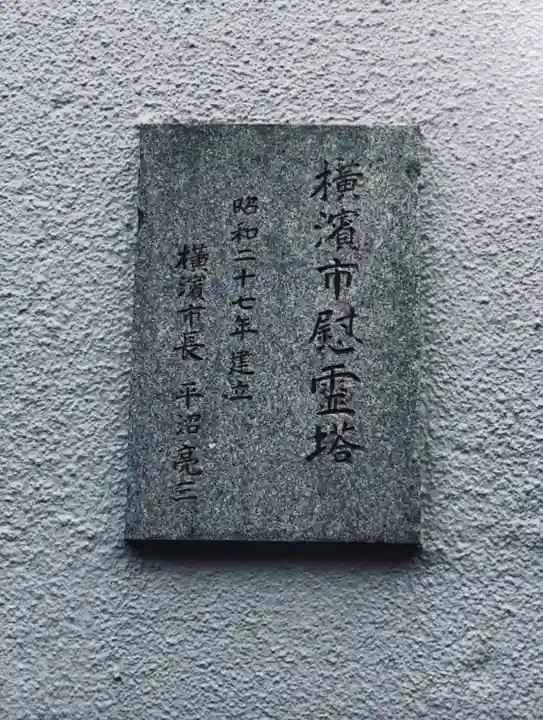 橫濱市慰霊塔
昭和二十七年建立
橫濱市長 平沼亮三